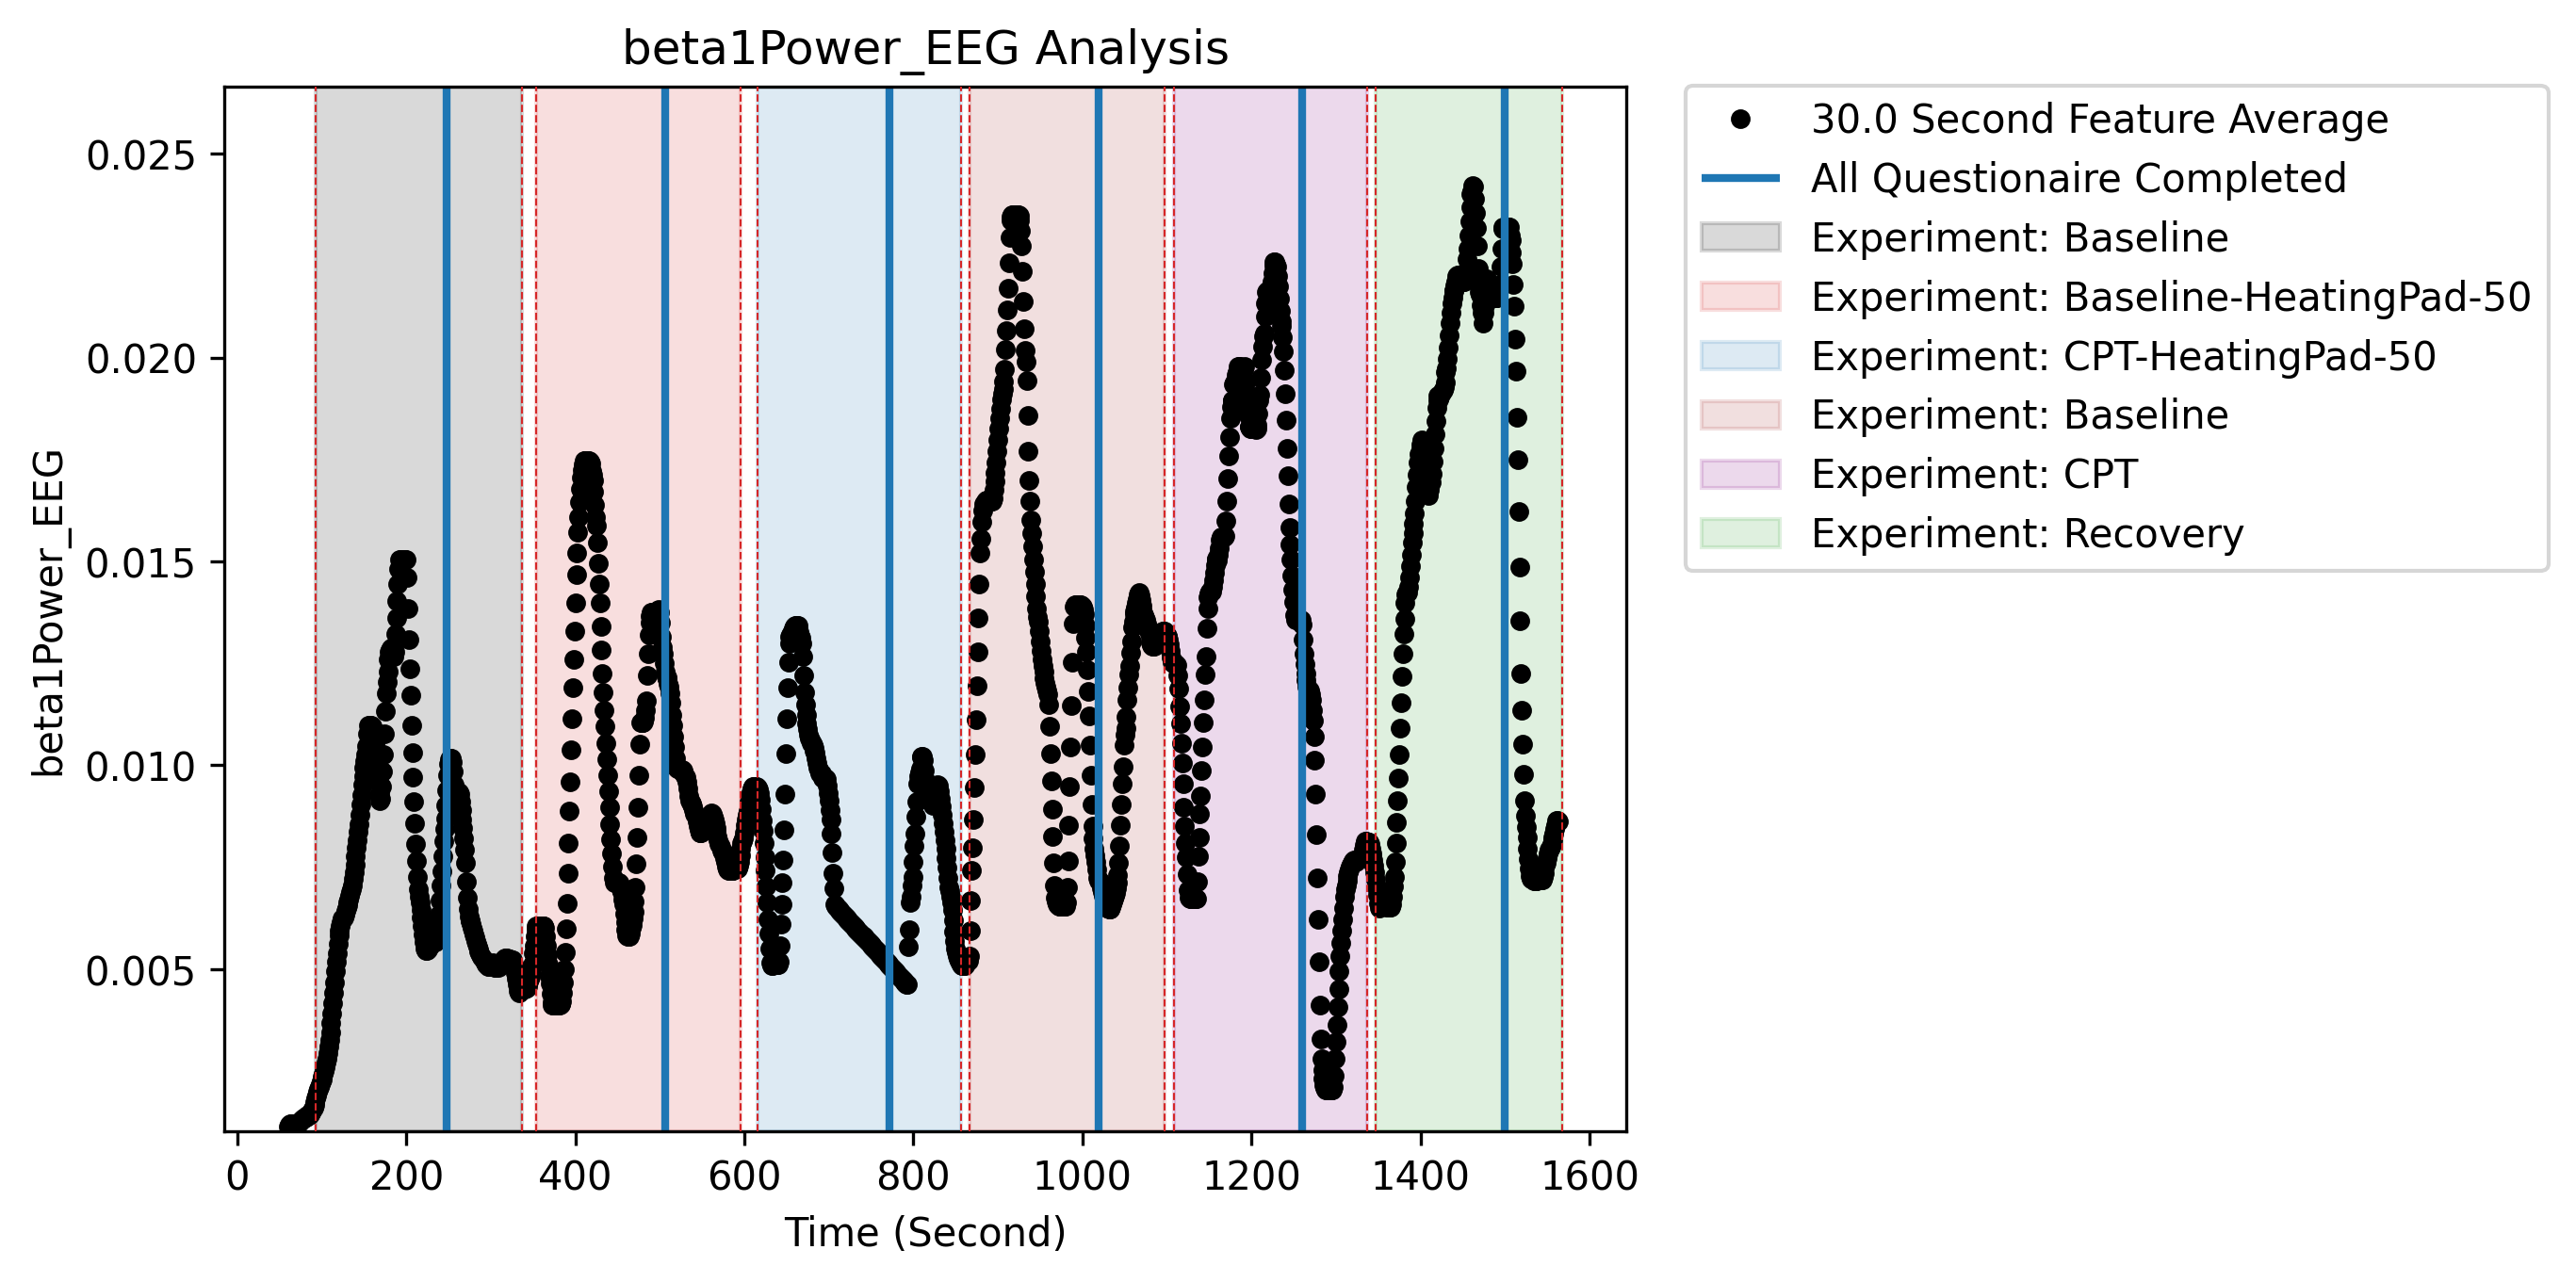 beta1Power_EEG Analysis
beta1Power_EEG
0.025
0.020
0.015
0.010
0.005
0 200 400 600 800 1000 1200 1400 1600
Time (Second)
30.0 Second Feature Average
All Questionaire Completed
Experiment: Baseline
Experiment: Baseline-HeatingPad-50
Experiment: CPT-HeatingPad-50
Experiment: Baseline
Experiment: CPT
Experiment: Recovery